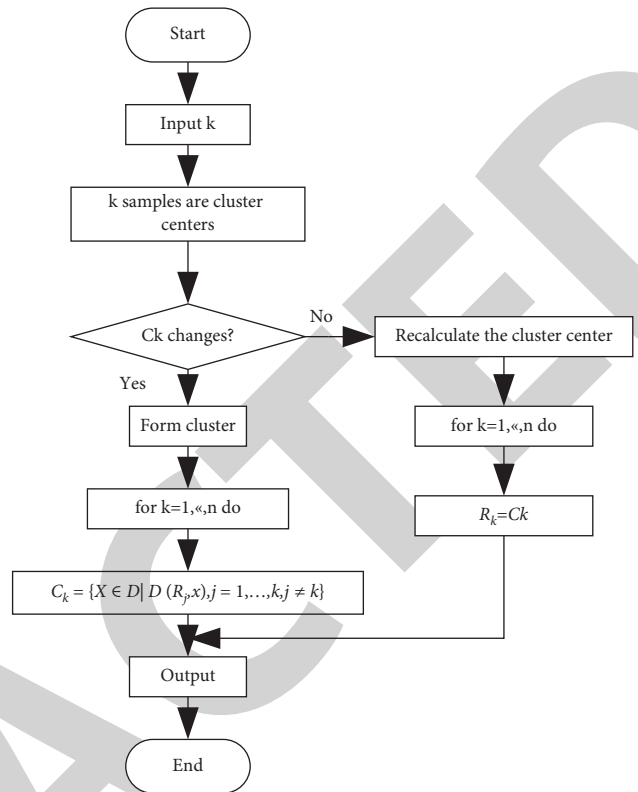 Start
Input k
k samples are cluster
centers
Ck changes?
No
Recalculate the cluster center
Yes
Form cluster
for k=1,«,n do
for k=1,«,n do
R_k=Ck
C_k = {X ∈ D| D (R_j,x),j = 1,…,k,j ≠ k}
Output
End
ACTED